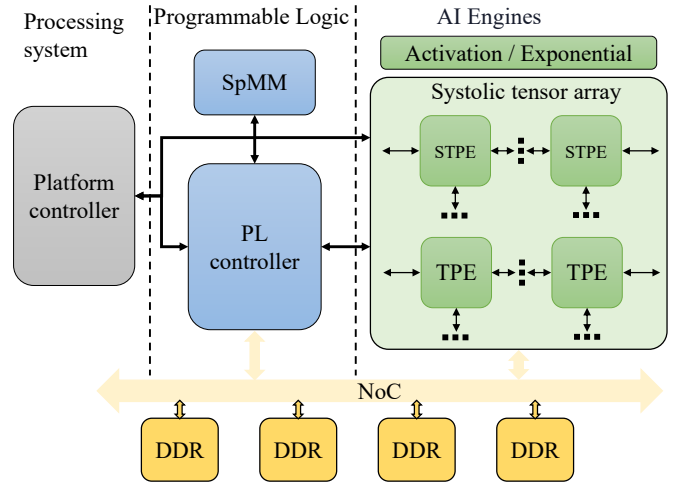 Processing
system
Programmable Logic
AI Engines
Activation / Exponential
SpMM
Systolic tensor array
STPE
STPE
Platform
controller
PL
controller
TPE
TPE
NoC
DDR
DDR
DDR
DDR